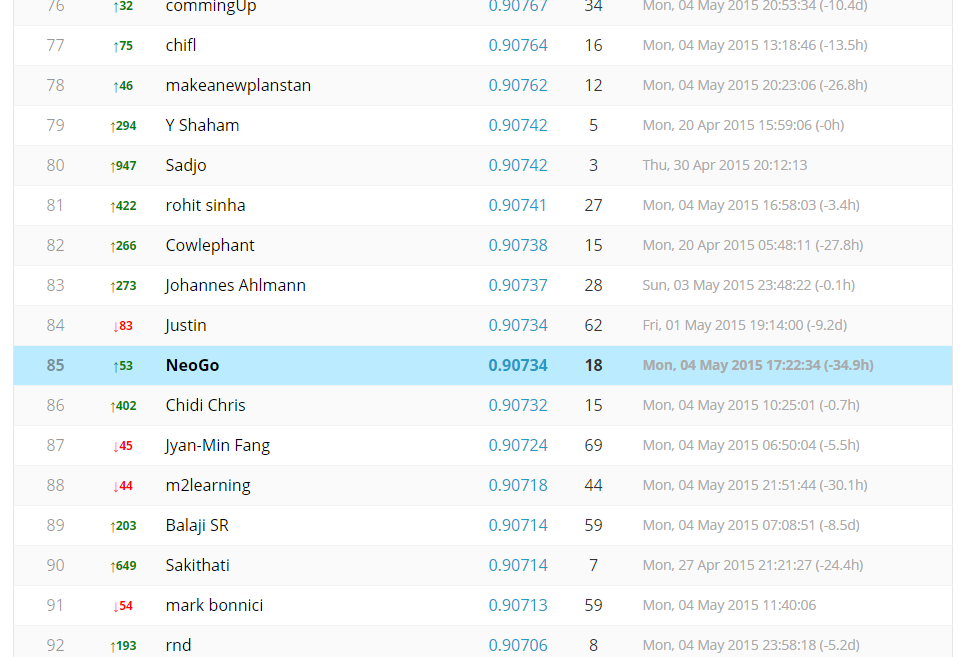 76 ↑32 commingUp 0.90767 34 Mon, 04 May 2015 20:53:34 (-10.4d)
77 ↑75 chifl 0.90764 16 Mon, 04 May 2015 13:18:46 (-13.5h)
78 ↑46 makeanewplanstan 0.90762 12 Mon, 04 May 2015 20:23:06 (-26.8h)
79 ↑294 Y Shaham 0.90742 5 Mon, 20 Apr 2015 15:59:06 (-0h)
80 ↑947 Sadjo 0.90742 3 Thu, 30 Apr 2015 20:12:13
81 ↑422 rohit sinha 0.90741 27 Mon, 04 May 2015 16:58:03 (-3.4h)
82 ↑266 Cowlephant 0.90738 15 Mon, 20 Apr 2015 05:48:11 (-27.8h)
83 ↑273 Johannes Ahlmann 0.90737 28 Sun, 03 May 2015 23:48:22 (-0.1h)
84 ↓83 Justin 0.90734 62 Fri, 01 May 2015 19:14:00 (-9.2d)
85 ↑53 NeoGo 0.90734 18 Mon, 04 May 2015 17:22:34 (-34.9h)
86 ↑402 Chidi Chris 0.90732 15 Mon, 04 May 2015 10:25:01 (-0.7h)
87 ↓45 Jyan-Min Fang 0.90724 69 Mon, 04 May 2015 06:50:04 (-5.5h)
88 ↓44 m2learning 0.90718 44 Mon, 04 May 2015 21:51:44 (-30.1h)
89 ↑203 Balaji SR 0.90714 59 Mon, 04 May 2015 07:08:51 (-8.5d)
90 ↑649 Sakithati 0.90714 7 Mon, 27 Apr 2015 21:21:27 (-24.4h)
91 ↓54 mark bonnici 0.90713 59 Mon, 04 May 2015 11:40:06
92 ↑193 rnd 0.90706 8 Mon, 04 May 2015 23:58:18 (-5.2d)